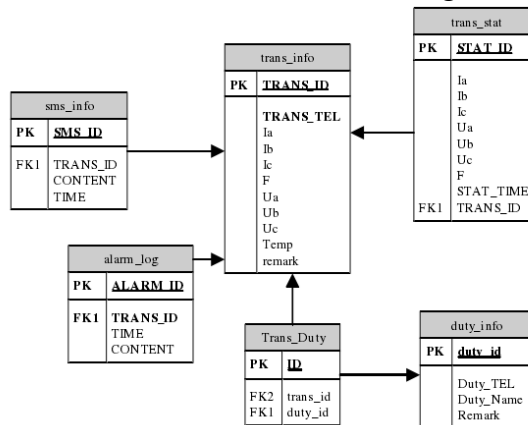 trans_stat
PK STAT_ID
Ia
Ib
Ic
Ua
Ub
Uc
F
STAT_TIME
FK1 TRANS_ID
trans_info
PK TRANS_ID
TRANS_TEL
Ia
Ib
Ic
F
Ua
Ub
Uc
Temp
remark
sms_info
PK SMS_ID
FK1 TRANS_ID
CONTENT
TIME
alarm_log
PK ALARM_ID
FK1 TRANS_ID
TIME
CONTENT
Trans_Duty
PK ID
FK2 trans_id
FK1 duty_id
duty_info
PK duty_id
Duty_TEL
Duty_Name
Remark